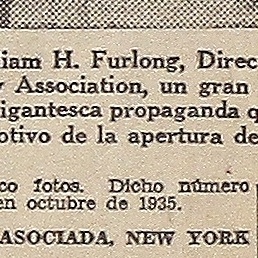 iam H. Furlong, Direc
Association, un gran
igantesca propaganda
otivo de la apertura de
co fotos. Dicho número
en octubre de 1935.
ASOCIADA, NEW YORK